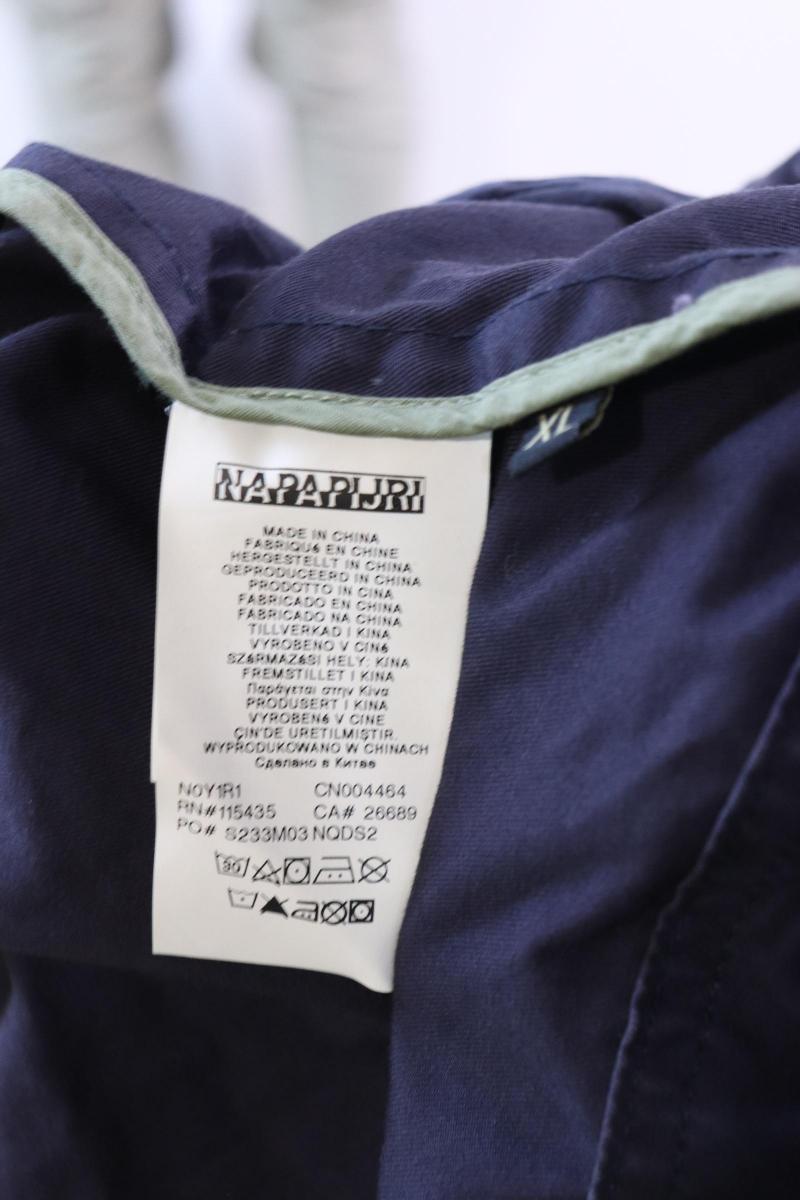 XL
NAPAPIJRI
MADE IN CHINA
FABRIQUé EN CHINE
HERGESTELLT IN CHINA
GEPRODUCEERD IN CHINA
PRODOTTO IN CINA
FABRICADO EN CHINA
FABRICADO NA CHINA
TILLVERKAD I KINA
VYROBENO V CINé
SZáRMAZáSI HELY: KINA
FREMSTILLET I KINA
Παράγεται στην Κίνα
PRODUSERT I KINA
VYROBENé V CINE
ÇIN'DE URETILMISTIR.
WYPRODUKOWANO W CHINACH
Сделано в Китае
N0Y1R1 CN004464
RN#115435 CA# 26689
PO# S233M03 NQDS2
30